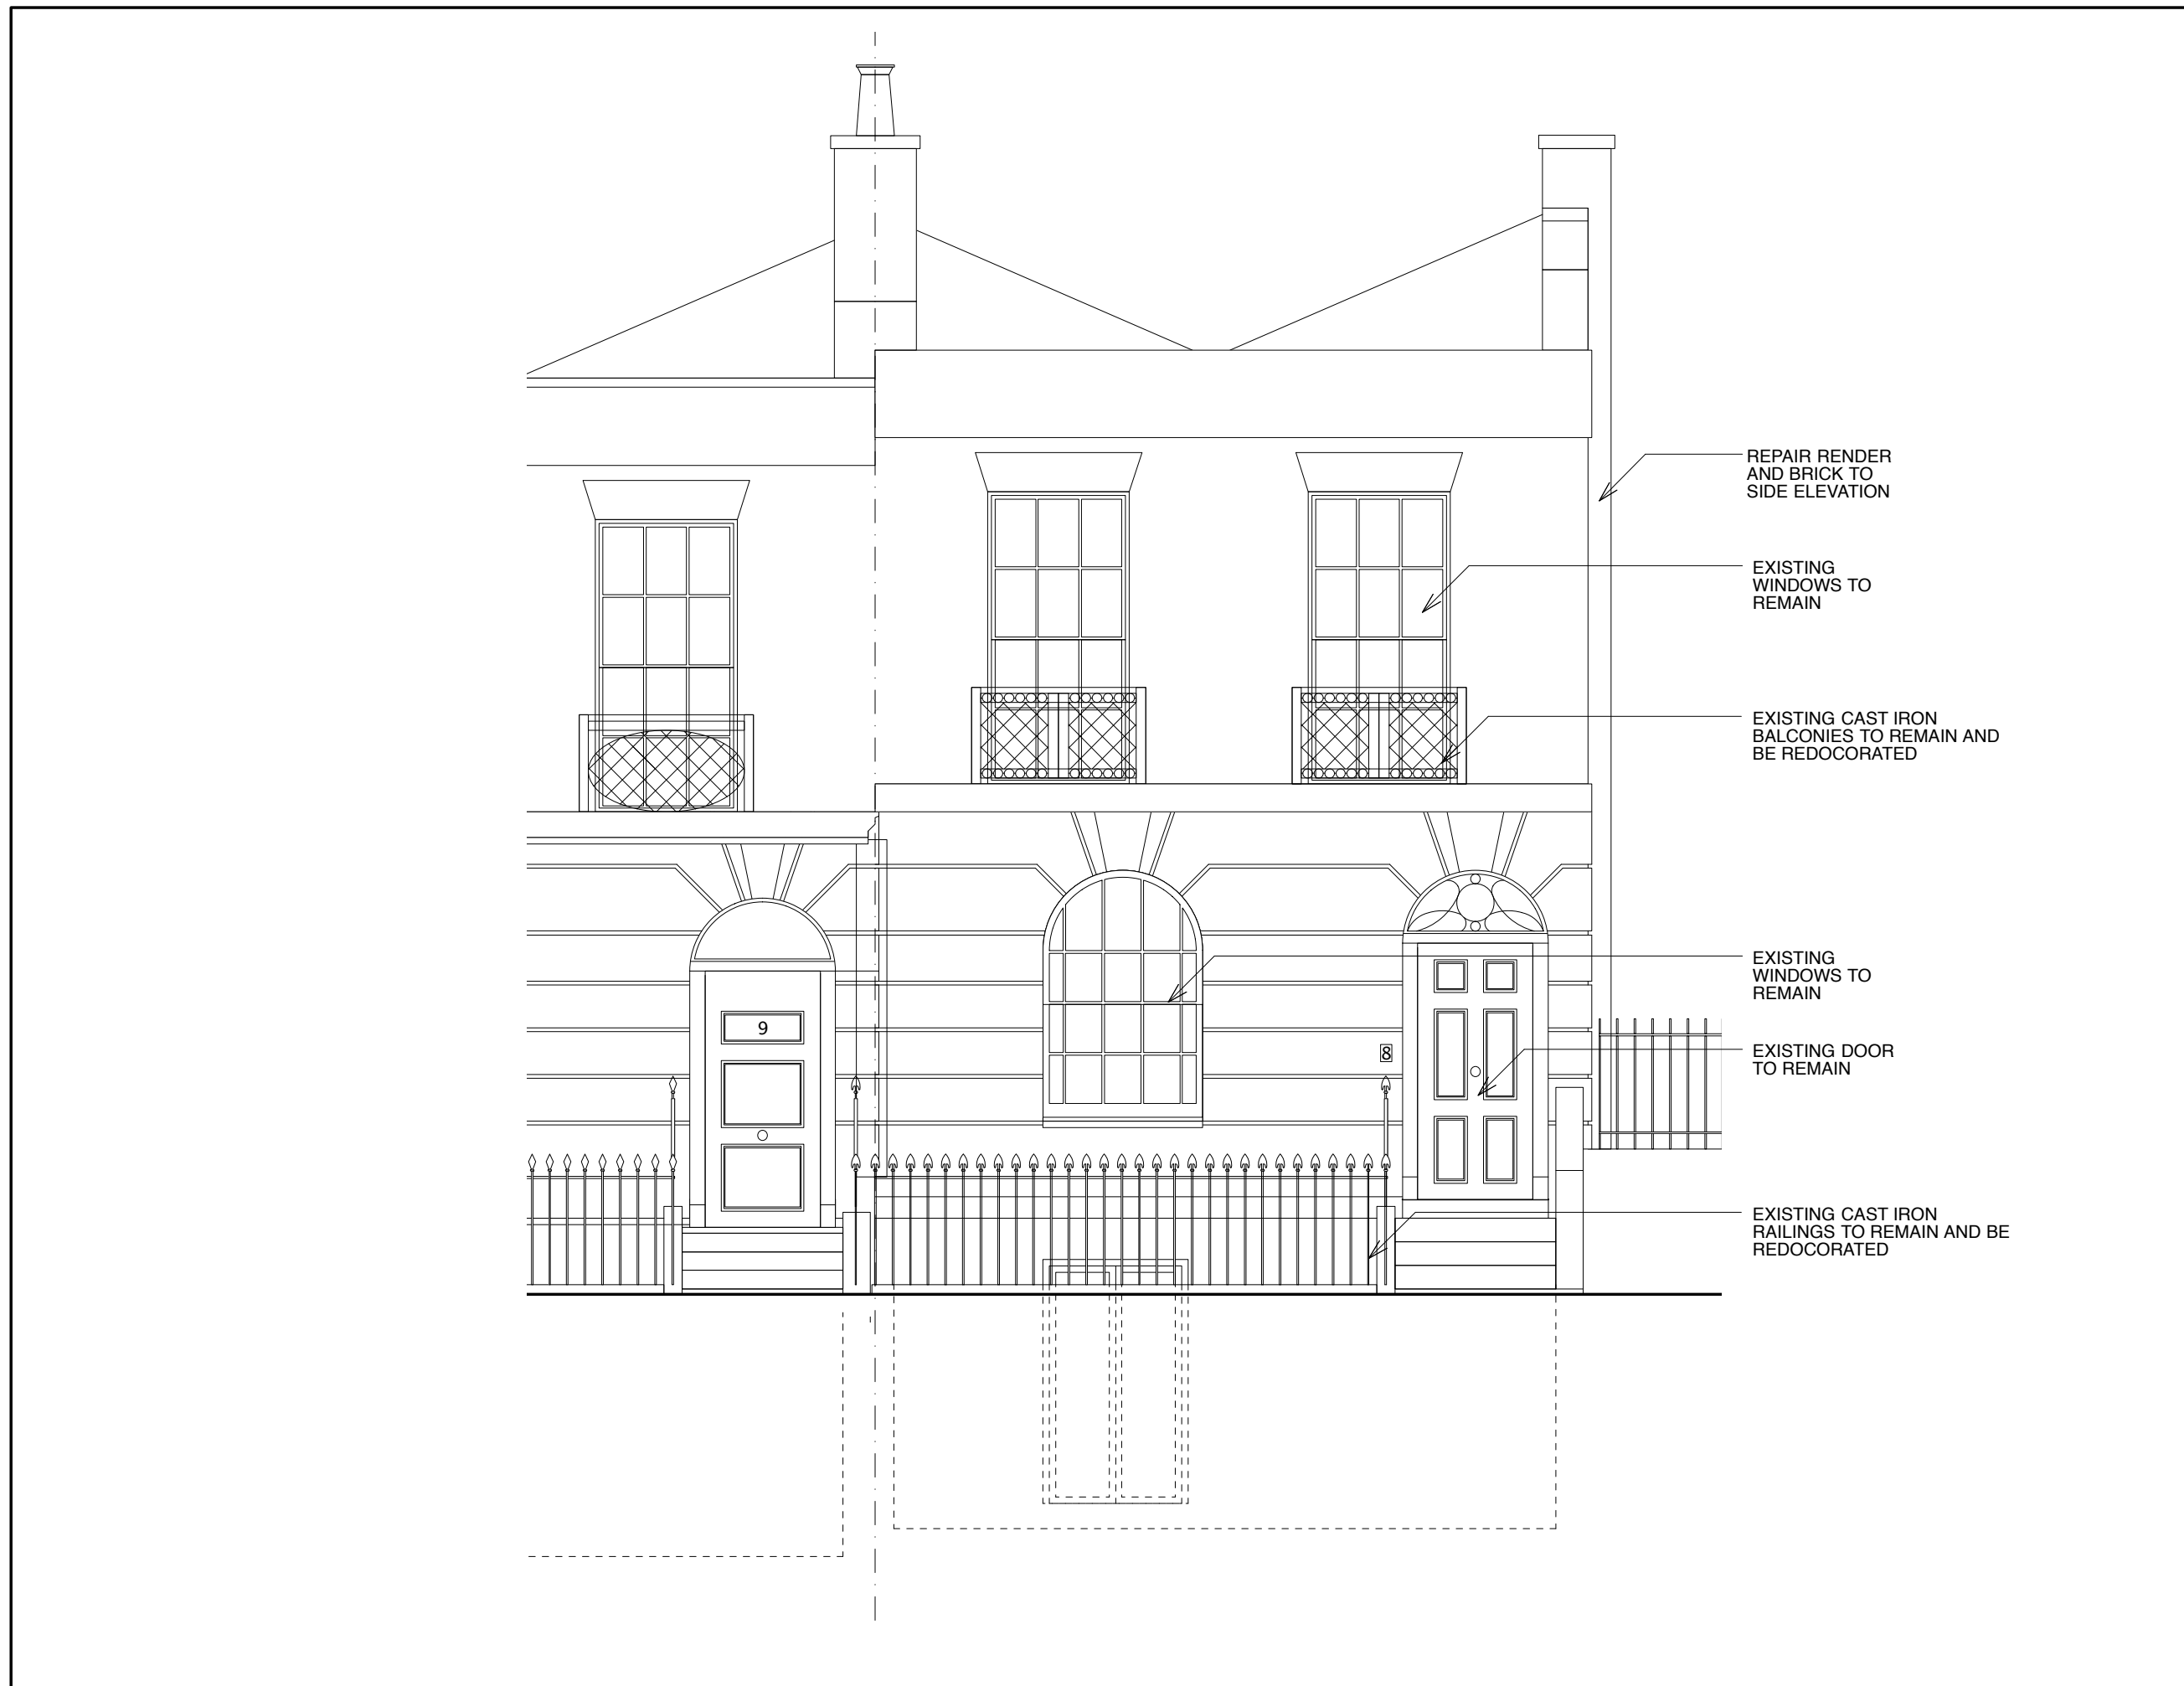 REPAIR RENDER
AND BRICK TO
SIDE ELEVATION
EXISTING
WINDOWS TO
REMAIN
EXISTING CAST IRON
BALCONIES TO REMAIN AND
BE REDOCORATED
EXISTING
WINDOWS TO
REMAIN
9
8
EXISTING DOOR
TO REMAIN
EXISTING CAST IRON
RAILINGS TO REMAIN AND BE
REDOCORATED